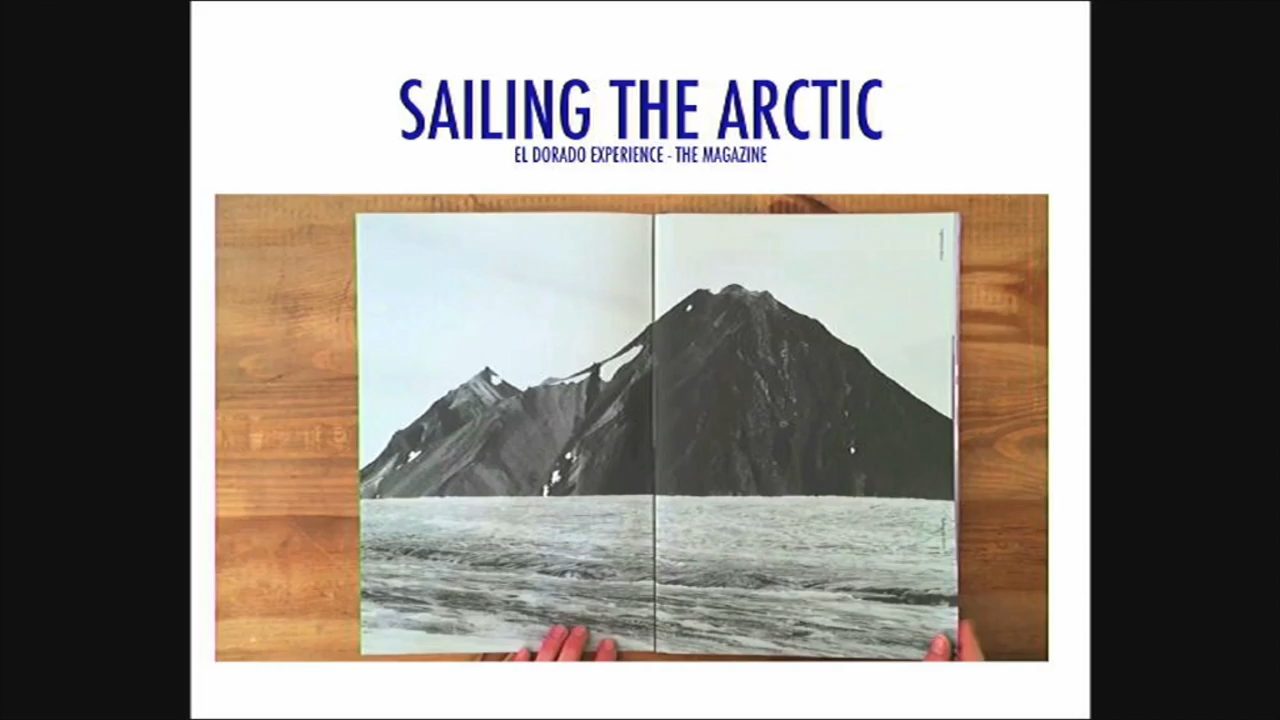 SAILING THE ARCTIC
EL DORADO EXPERIENCE - THE MAGAZINE